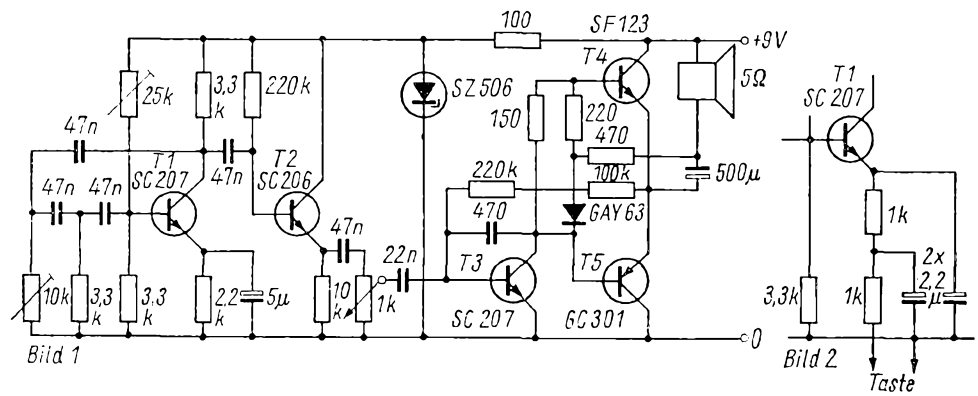 100
SF123
+9V
T4
5Ω
25k
3,3
k
220k
SZ506
150
220
470
47n
47n
T1
SC207
T2
SC206
47n
47n
220k
100k
500µ
GAY63
470
47n
22n
T3
T5
10k
3,3
k
3,3
k
2,2
k
5µ
10
k
1k
SC207
GC301
0
Bild 1
T1
SC207
1k
2x
2,2
µ
3,3k
1k
Bild 2
Taste